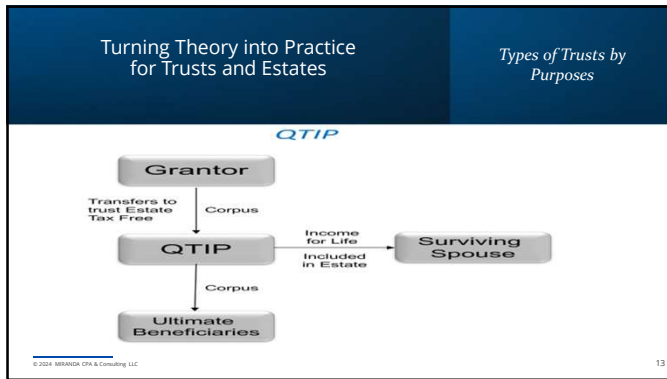 Turning Theory into Practice
for Trusts and Estates
Types of Trusts by
Purposes
QTIP
Grantor
Transfers to
trust Estate
Tax Free
Corpus
QTIP
Income
for Life
Included
in Estate
Surviving
Spouse
Corpus
Ultimate
Beneficiaries
© 2024 MIRANDA CPA & Consulting LLC
13